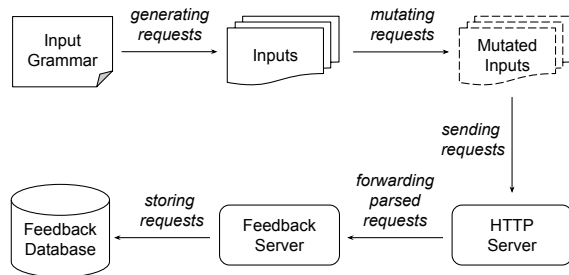 generating
requests
mutating
requests
Input
Grammar
Inputs
Mutated
Inputs
sending
requests
storing
requests
forwarding
parsed
requests
Feedback
Database
Feedback
Server
HTTP
Server